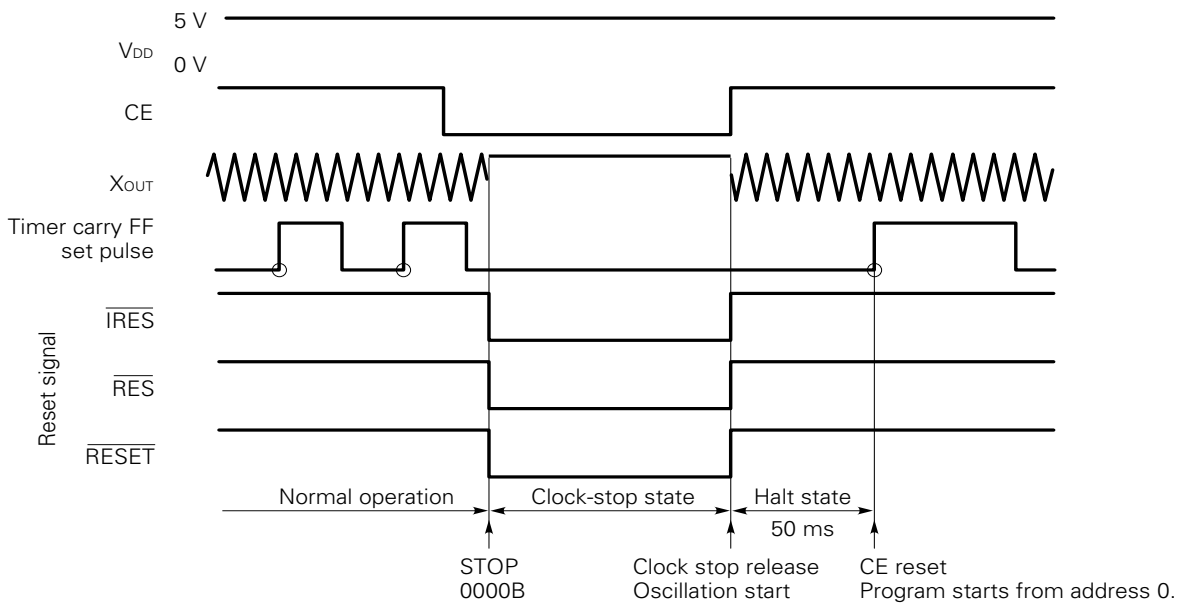 5 V
VDD
0 V
CE
XOUT
Timer carry FF
set pulse
Reset signal
IRES
RES
RESET
Normal operation
Clock-stop state
Halt state
50 ms
STOP
0000B
Clock stop release
Oscillation start
CE reset
Program starts from address 0.